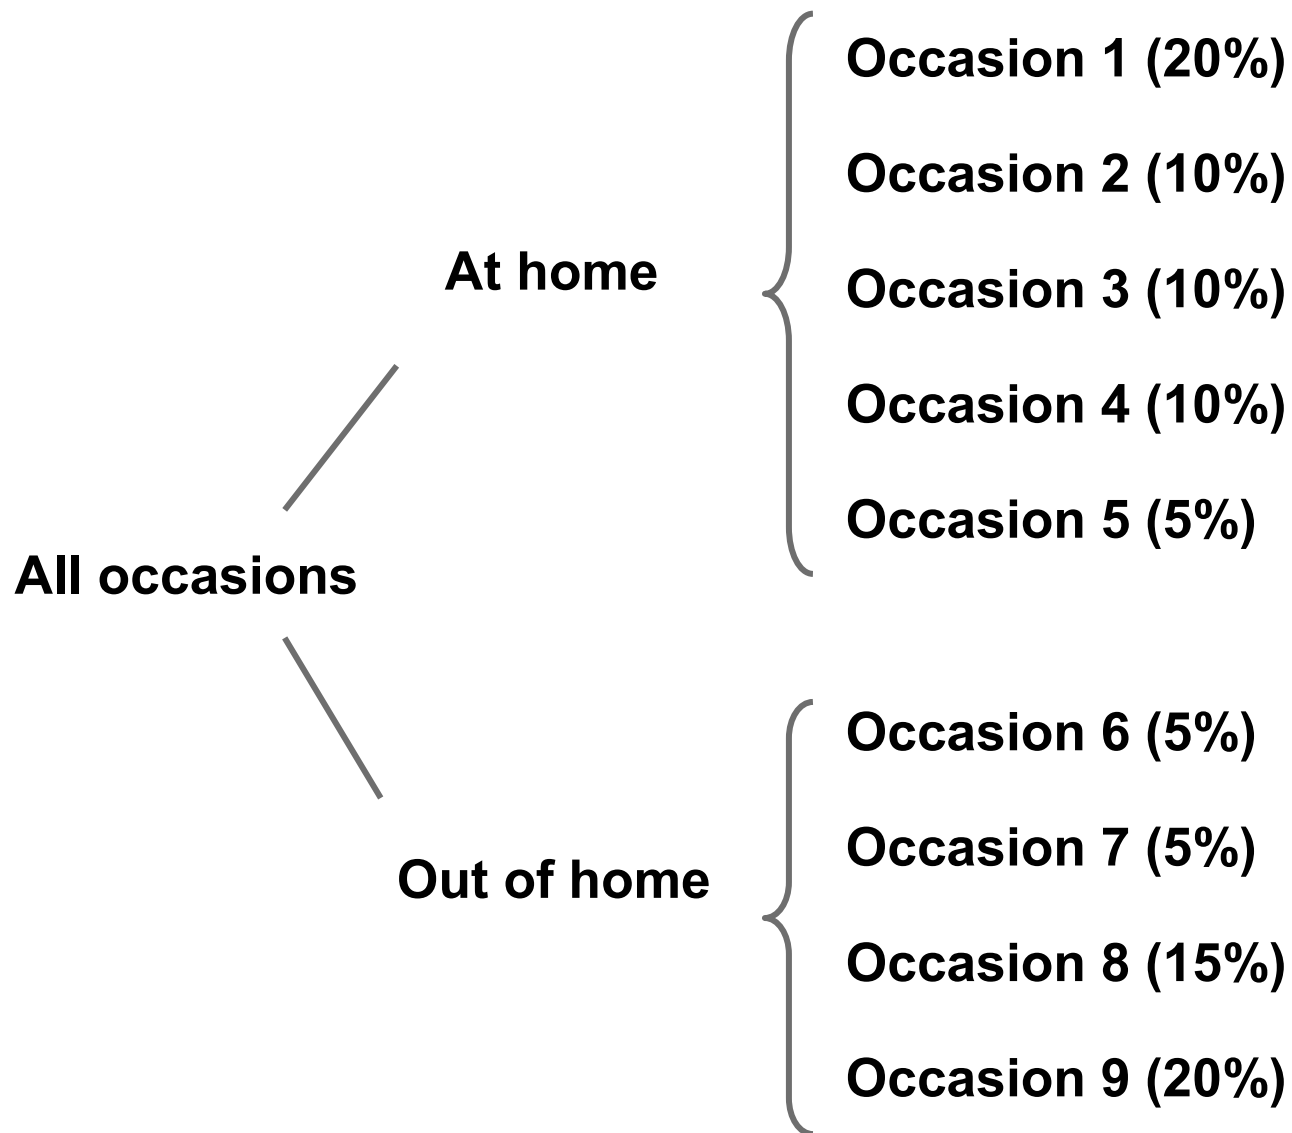 All occasions
At home
Occasion 1 (20%)
Occasion 2 (10%)
Occasion 3 (10%)
Occasion 4 (10%)
Occasion 5 (5%)
Out of home
Occasion 6 (5%)
Occasion 7 (5%)
Occasion 8 (15%)
Occasion 9 (20%)